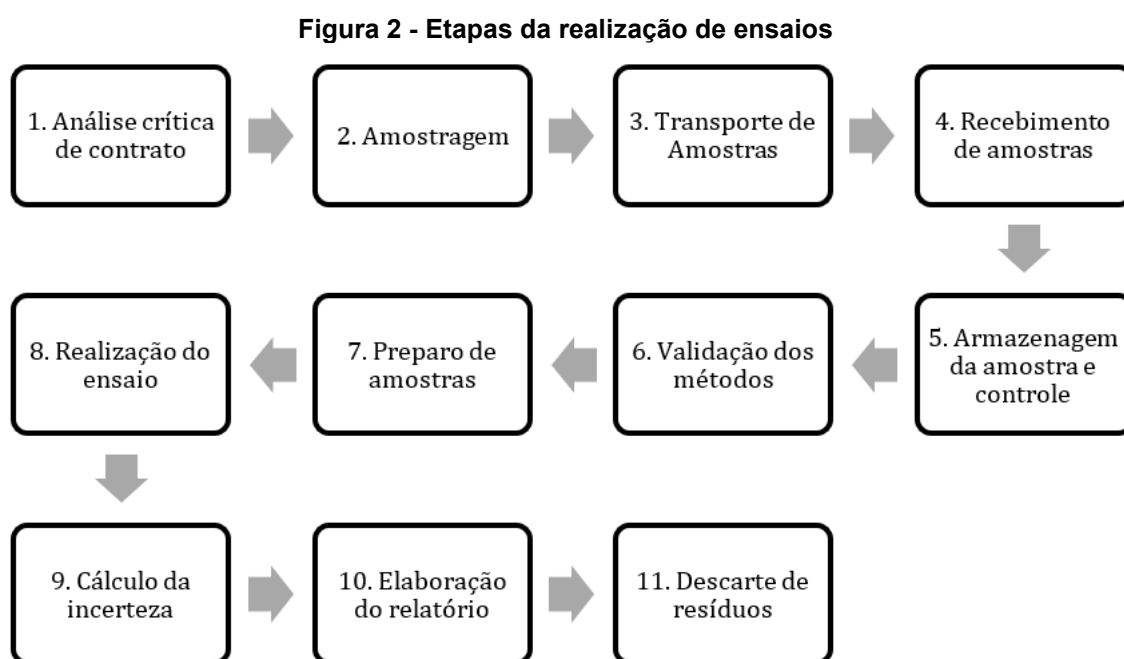 Figura 2 - Etapas da realização de ensaios
1. Análise crítica
de contrato
2. Amostragem
3. Transporte de
Amostras
4. Recebimento
de amostras
5. Armazenagem
da amostra e
controle
6. Validação dos
métodos
7. Preparo de
amostras
8. Realização do
ensaio
9. Cálculo da
incerteza
10. Elaboração
do relatório
11. Descarte de
resíduos